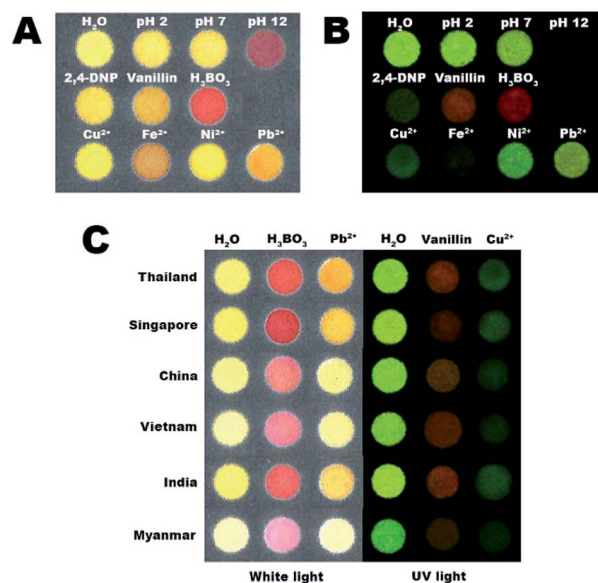 A
H₂O pH 2 pH 7 pH 12
2,4-DNP Vanillin H₃BO₃
Cu²⁺ Fe²⁺ Ni²⁺ Pb²⁺
B
H₂O pH 2 pH 7 pH 12
2,4-DNP Vanillin H₃BO₃
Cu²⁺ Fe²⁺ Ni²⁺ Pb²⁺
C
H₂O H₃BO₃ Pb²⁺ H₂O Vanillin Cu²⁺
Thailand
Singapore
China
Vietnam
India
Myanmar
White light UV light